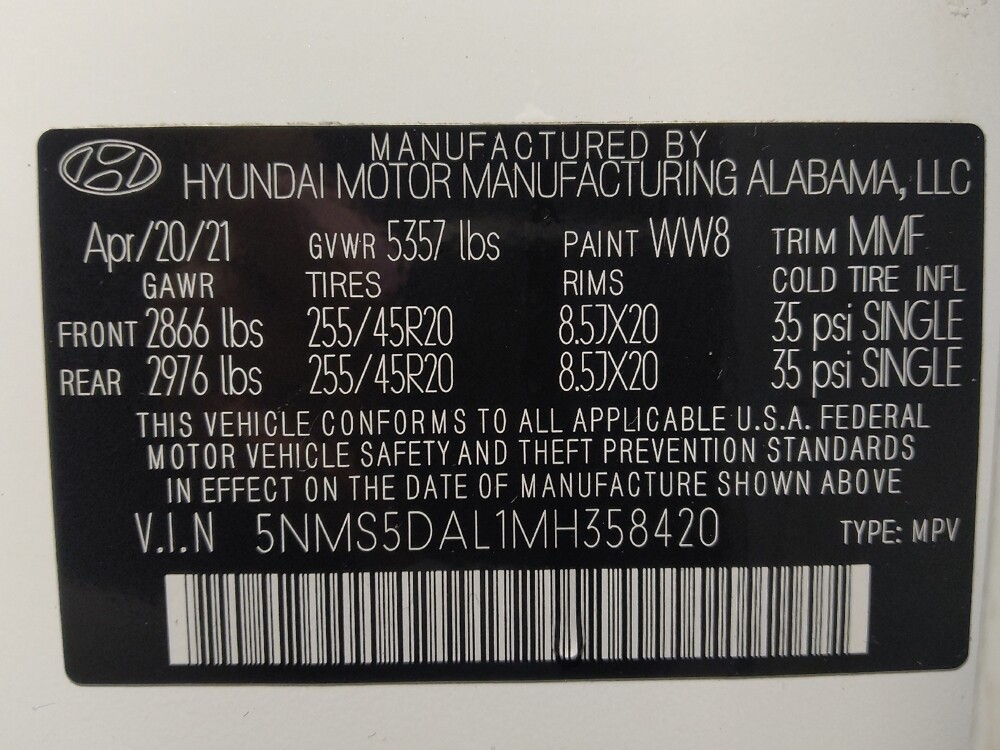 MANUFACTURED BY
HYUNDAI MOTOR MANUFACTURING ALABAMA, LLC
Apr/20/21 GVWR 5357 lbs PAINT WW8 TRIM MMF
GAWR TIRES RIMS COLD TIRE INFL
FRONT 2866 lbs 255/45R20 8.5JX20 35 psi SINGLE
REAR 2976 lbs 255/45R20 8.5JX20 35 psi SINGLE
THIS VEHICLE CONFORMS TO ALL APPLICABLE U.S.A. FEDERAL
MOTOR VEHICLE SAFETY AND THEFT PREVENTION STANDARDS
IN EFFECT ON THE DATE OF MANUFACTURE SHOWN ABOVE
V.I.N 5NMS5DAL1MH358420 TYPE: MPV